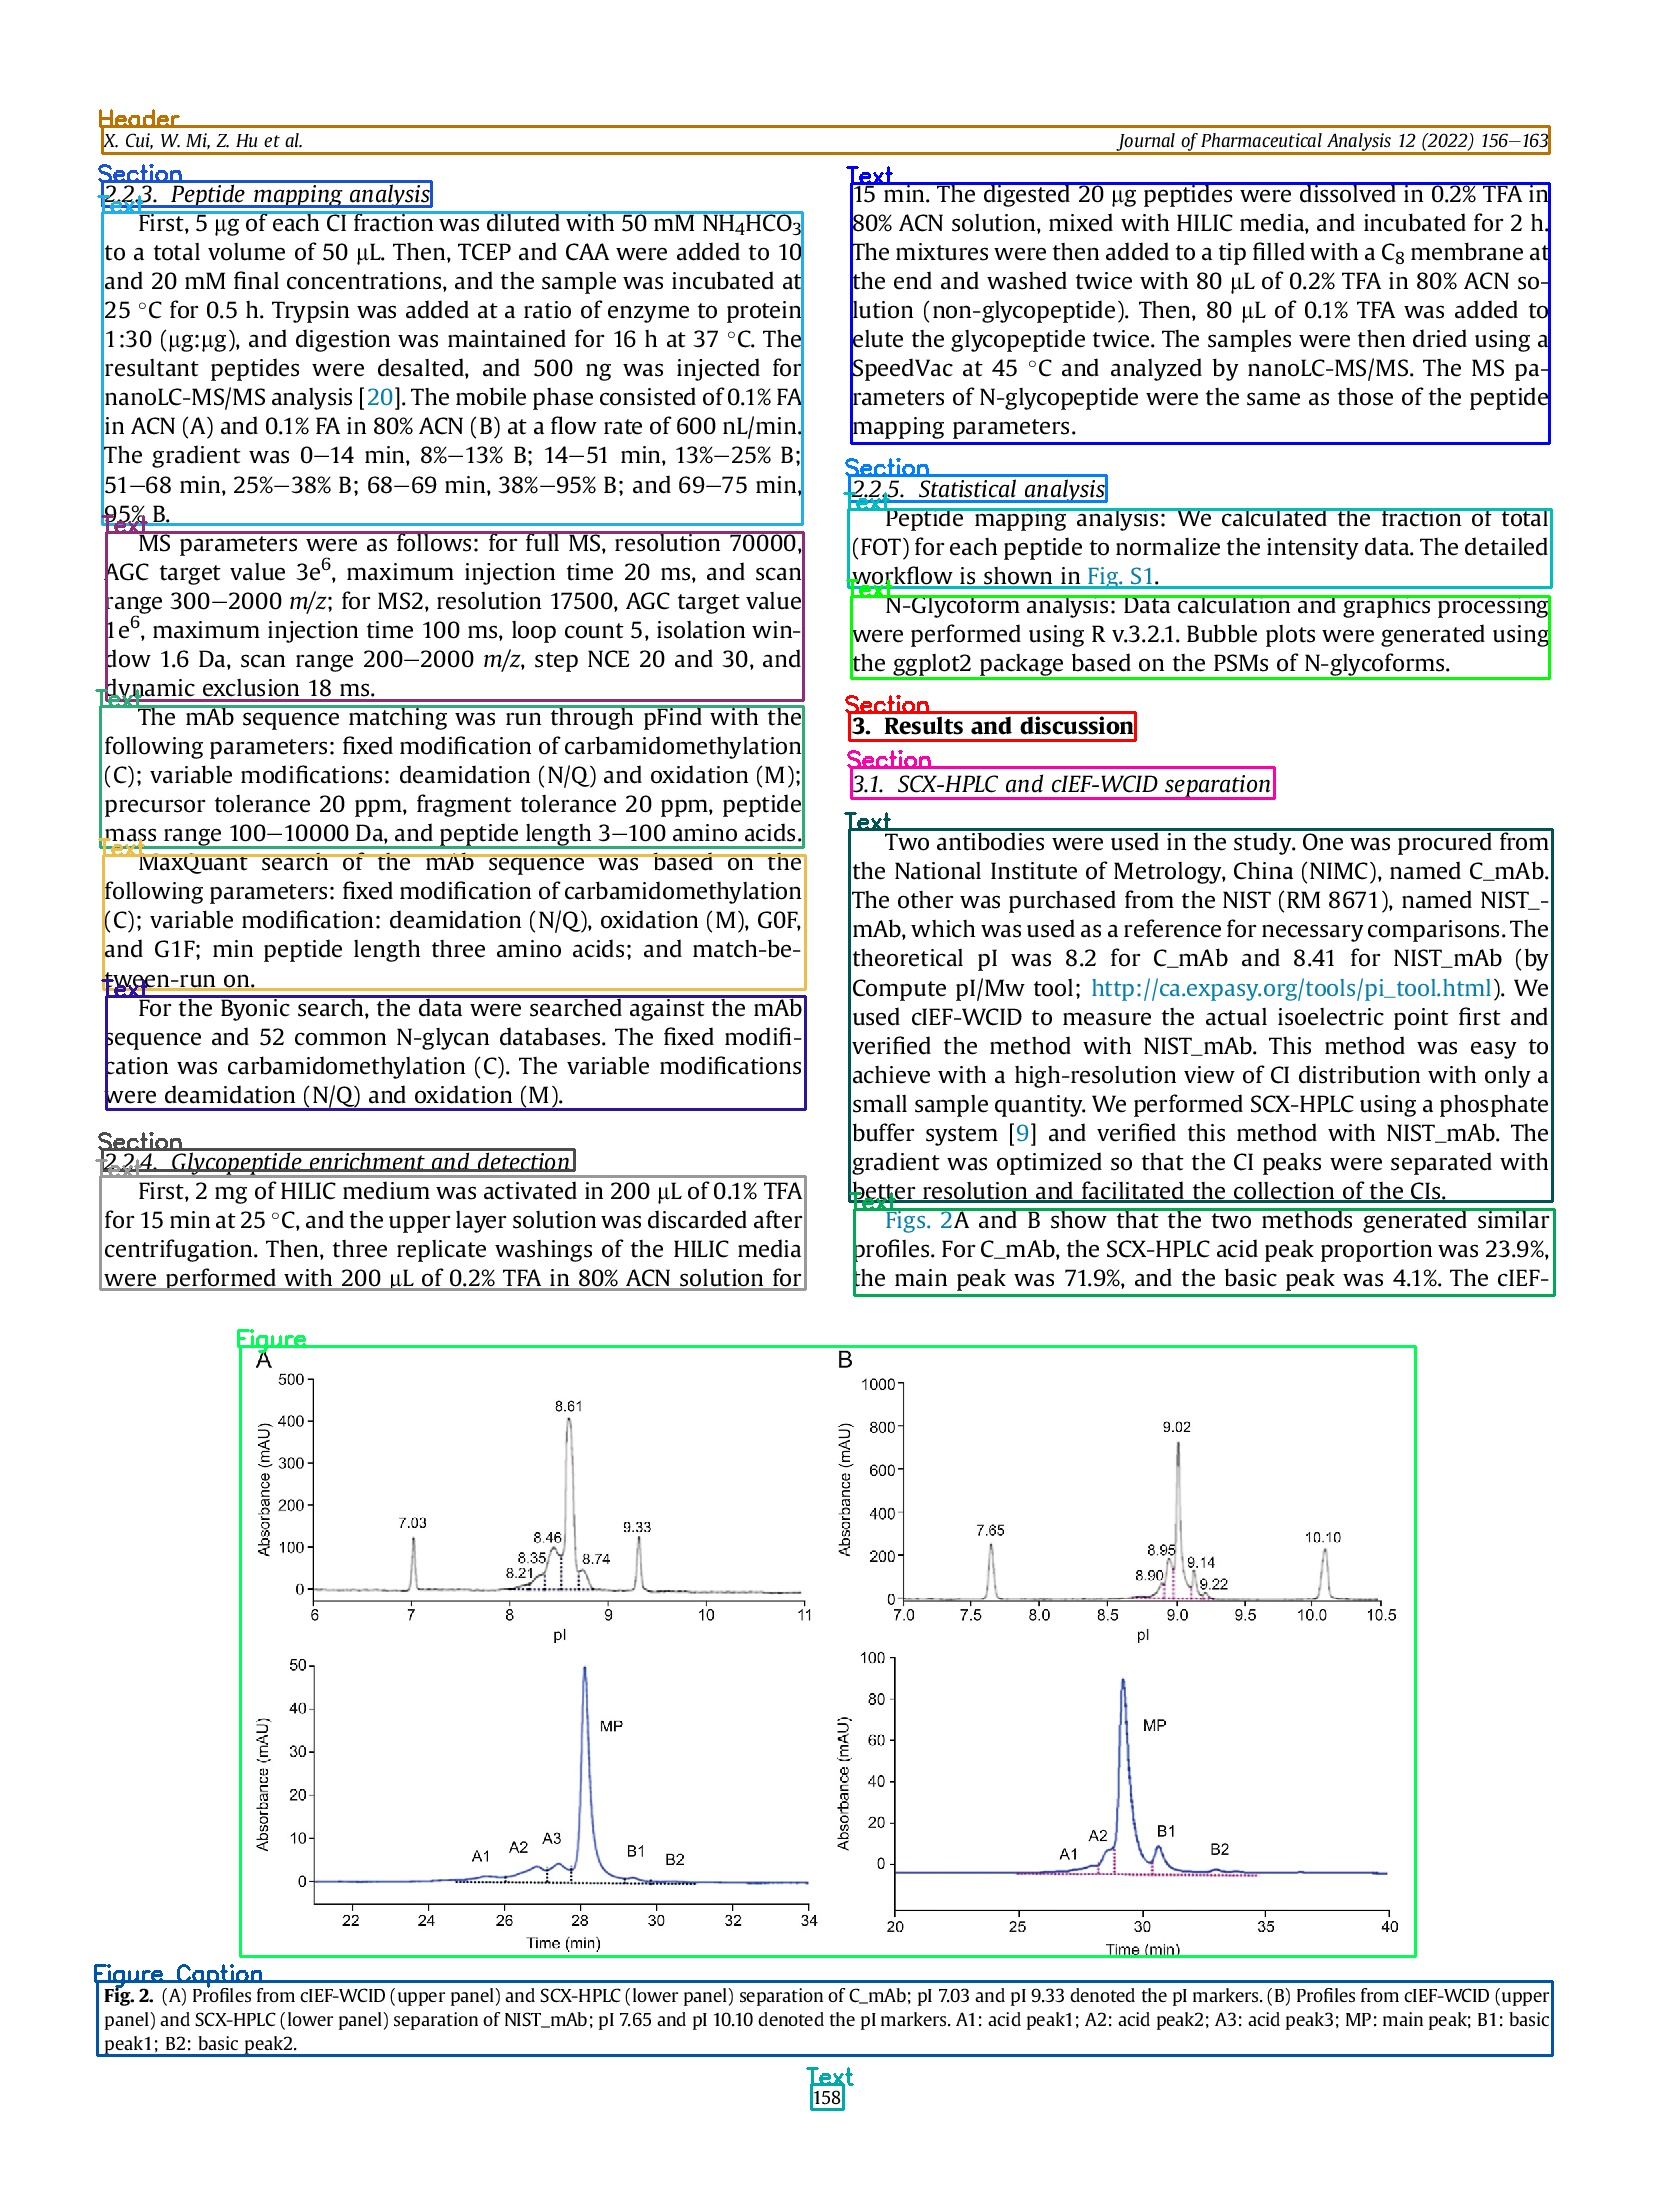 Header
X. Cui, W. Mi, Z. Hu et al.
Journal of Pharmaceutical Analysis 12 (2022) 156–163
Section
2.2.3. Peptide mapping analysis
Text
First, 5 μg of each CI fraction was diluted with 50 mM NH4HCO3
to a total volume of 50 μL. Then, TCEP and CAA were added to 10
and 20 mM final concentrations, and the sample was incubated at
25 °C for 0.5 h. Trypsin was added at a ratio of enzyme to protein
1:30 (μg:μg), and digestion was maintained for 16 h at 37 °C. The
resultant peptides were desalted, and 500 ng was injected for
nanoLC-MS/MS analysis [20]. The mobile phase consisted of 0.1% FA
in ACN (A) and 0.1% FA in 80% ACN (B) at a flow rate of 600 nL/min.
The gradient was 0–14 min, 8%–13% B; 14–51 min, 13%–25% B;
51–68 min, 25%–38% B; 68–69 min, 38%–95% B; and 69–75 min,
95% B.
Text
MS parameters were as follows: for full MS, resolution 70000,
AGC target value 3e6, maximum injection time 20 ms, and scan
range 300–2000 m/z; for MS2, resolution 17500, AGC target value
1e6, maximum injection time 100 ms, loop count 5, isolation win-
dow 1.6 Da, scan range 200–2000 m/z, step NCE 20 and 30, and
dynamic exclusion 18 ms.
Text
The mAb sequence matching was run through pFind with the
following parameters: fixed modification of carbamidomethylation
(C); variable modifications: deamidation (N/Q) and oxidation (M);
precursor tolerance 20 ppm, fragment tolerance 20 ppm, peptide
mass range 100–10000 Da, and peptide length 3–100 amino acids.
Text
MaxQuant search of the mAb sequence was based on the
following parameters: fixed modification of carbamidomethylation
(C); variable modification: deamidation (N/Q), oxidation (M), G0F,
and G1F; min peptide length three amino acids; and match-be-
tween-run on.
Text
For the Byonic search, the data were searched against the mAb
sequence and 52 common N-glycan databases. The fixed modifi-
cation was carbamidomethylation (C). The variable modifications
were deamidation (N/Q) and oxidation (M).
Section
2.2.4. Glycopeptide enrichment and detection
Text
First, 2 mg of HILIC medium was activated in 200 μL of 0.1% TFA
for 15 min at 25 °C, and the upper layer solution was discarded after
centrifugation. Then, three replicate washings of the HILIC media
were performed with 200 μL of 0.2% TFA in 80% ACN solution for
Text
15 min. The digested 20 μg peptides were dissolved in 0.2% TFA in
80% ACN solution, mixed with HILIC media, and incubated for 2 h.
The mixtures were then added to a tip filled with a C8 membrane at
the end and washed twice with 80 μL of 0.2% TFA in 80% ACN so-
lution (non-glycopeptide). Then, 80 μL of 0.1% TFA was added to
elute the glycopeptide twice. The samples were then dried using a
SpeedVac at 45 °C and analyzed by nanoLC-MS/MS. The MS pa-
rameters of N-glycopeptide were the same as those of the peptide
mapping parameters.
Section
2.2.5. Statistical analysis
Text
Peptide mapping analysis: We calculated the fraction of total
(FOT) for each peptide to normalize the intensity data. The detailed
workflow is shown in Fig. S1.
Text
N-Glycoform analysis: Data calculation and graphics processing
were performed using R v.3.2.1. Bubble plots were generated using
the ggplot2 package based on the PSMs of N-glycoforms.
Section
3. Results and discussion
Section
3.1. SCX-HPLC and cIEF-WCID separation
Text
Two antibodies were used in the study. One was procured from
the National Institute of Metrology, China (NIMC), named C_mAb.
The other was purchased from the NIST (RM 8671), named NIST_-
mAb, which was used as a reference for necessary comparisons. The
theoretical pI was 8.2 for C_mAb and 8.41 for NIST_mAb (by
Compute pI/Mw tool; http://ca.expasy.org/tools/pi_tool.html). We
used cIEF-WCID to measure the actual isoelectric point first and
verified the method with NIST_mAb. This method was easy to
achieve with a high-resolution view of CI distribution with only a
small sample quantity. We performed SCX-HPLC using a phosphate
buffer system [9] and verified this method with NIST_mAb. The
gradient was optimized so that the CI peaks were separated with
better resolution and facilitated the collection of the CIs.
Text
Figs. 2A and B show that the two methods generated similar
profiles. For C_mAb, the SCX-HPLC acid peak proportion was 23.9%,
the main peak was 71.9%, and the basic peak was 4.1%. The cIEF-
Figure
A
Absorbance (mAU)
500
400
300
200
100
0
7.03
8.21
8.35
8.46
8.61
8.74
9.33
6 7 8 9 10 11
pI
B
Absorbance (mAU)
1000
800
600
400
200
0
7.65
8.90
8.95
9.02
9.14
9.22
10.10
7.0 7.5 8.0 8.5 9.0 9.5 10.0 10.5
pI
Absorbance (mAU)
50
40
30
20
10
0
A1
A2
A3
MP
B1
B2
22 24 26 28 30 32 34
Time (min)
Absorbance (mAU)
100
80
60
40
20
0
A1
A2
MP
B1
B2
20 25 30 35 40
Time (min)
Figure Caption
Fig. 2. (A) Profiles from cIEF-WCID (upper panel) and SCX-HPLC (lower panel) separation of C_mAb; pI 7.03 and pI 9.33 denoted the pI markers. (B) Profiles from cIEF-WCID (upper
panel) and SCX-HPLC (lower panel) separation of NIST_mAb; pI 7.65 and pI 10.10 denoted the pI markers. A1: acid peak1; A2: acid peak2; A3: acid peak3; MP: main peak; B1: basic
peak1; B2: basic peak2.
Text
158